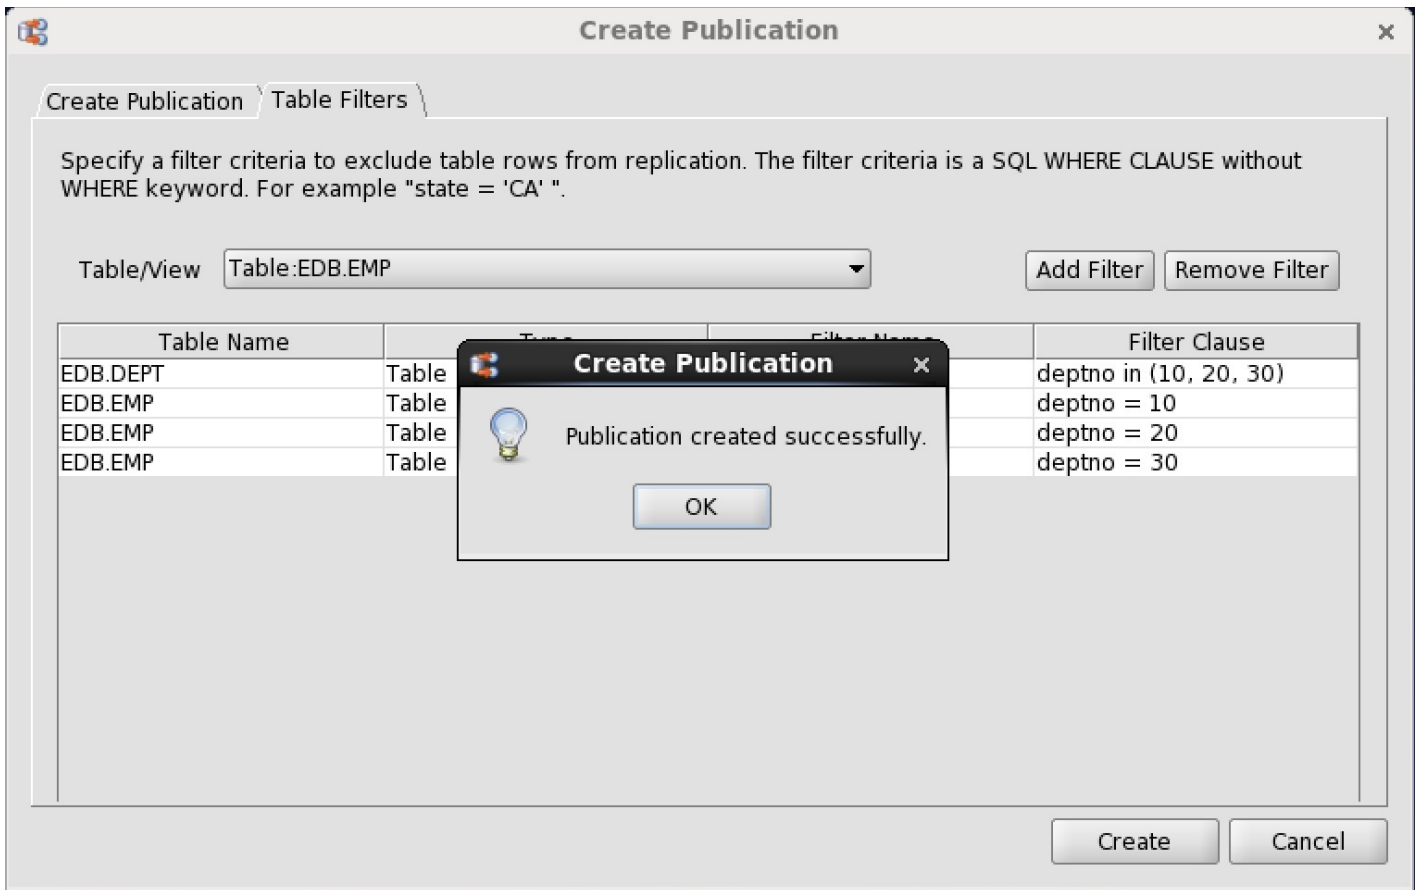 Create Publication
Create Publication Table Filters
Specify a filter criteria to exclude table rows from replication. The filter criteria is a SQL WHERE CLAUSE without
WHERE keyword. For example "state = 'CA' ".
Table/View Table:EDB.EMP Add Filter Remove Filter
Table Name Type Filter Name Filter Clause
EDB.DEPT Table deptno in (10, 20, 30)
EDB.EMP Table deptno = 10
EDB.EMP Table deptno = 20
EDB.EMP Table deptno = 30
Create Publication
Publication created successfully.
OK
Create Cancel